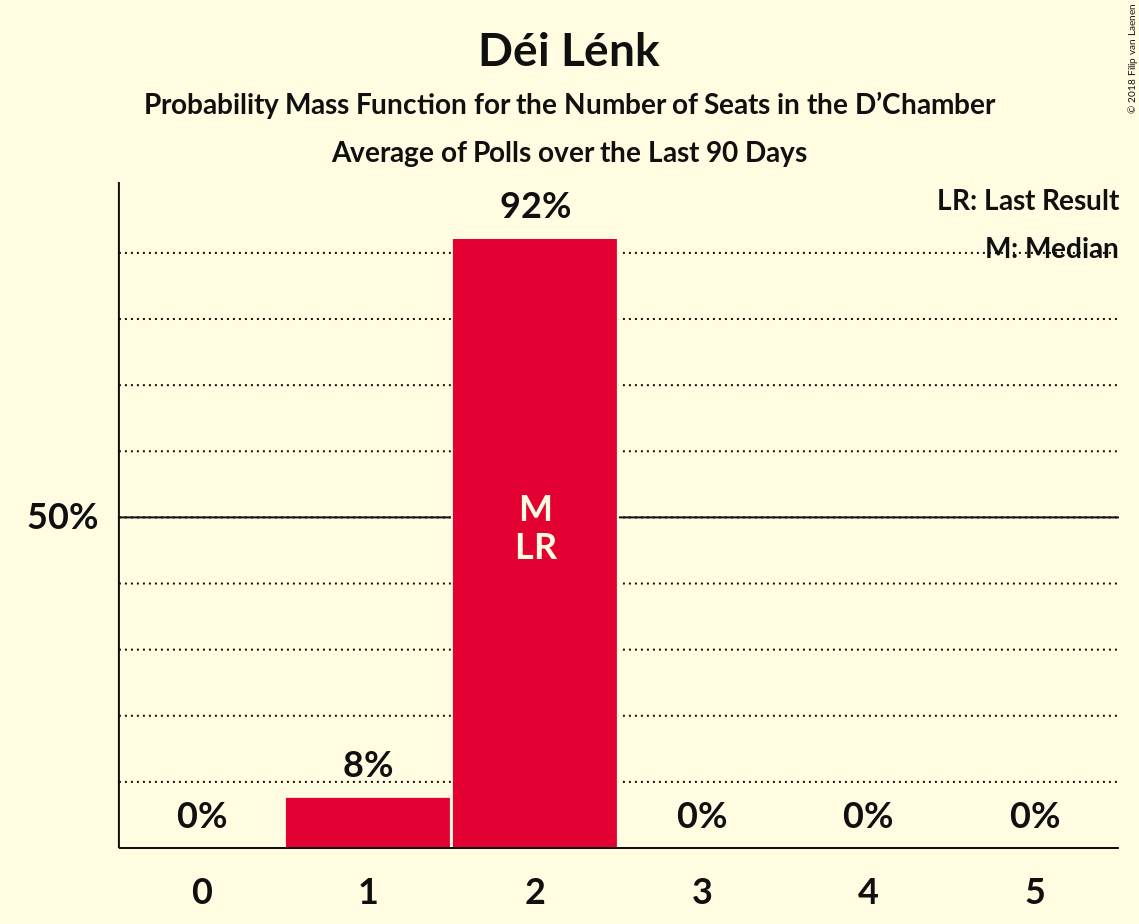 Déi Lénk
Probability Mass Function for the Number of Seats in the D’Chamber
Average of Polls over the Last 90 Days
© 2018 Filip van Laenen
LR: Last Result
M: Median
92%
50%
M
LR
8%
0%
0%
0%
0%
0
1
2
3
4
5